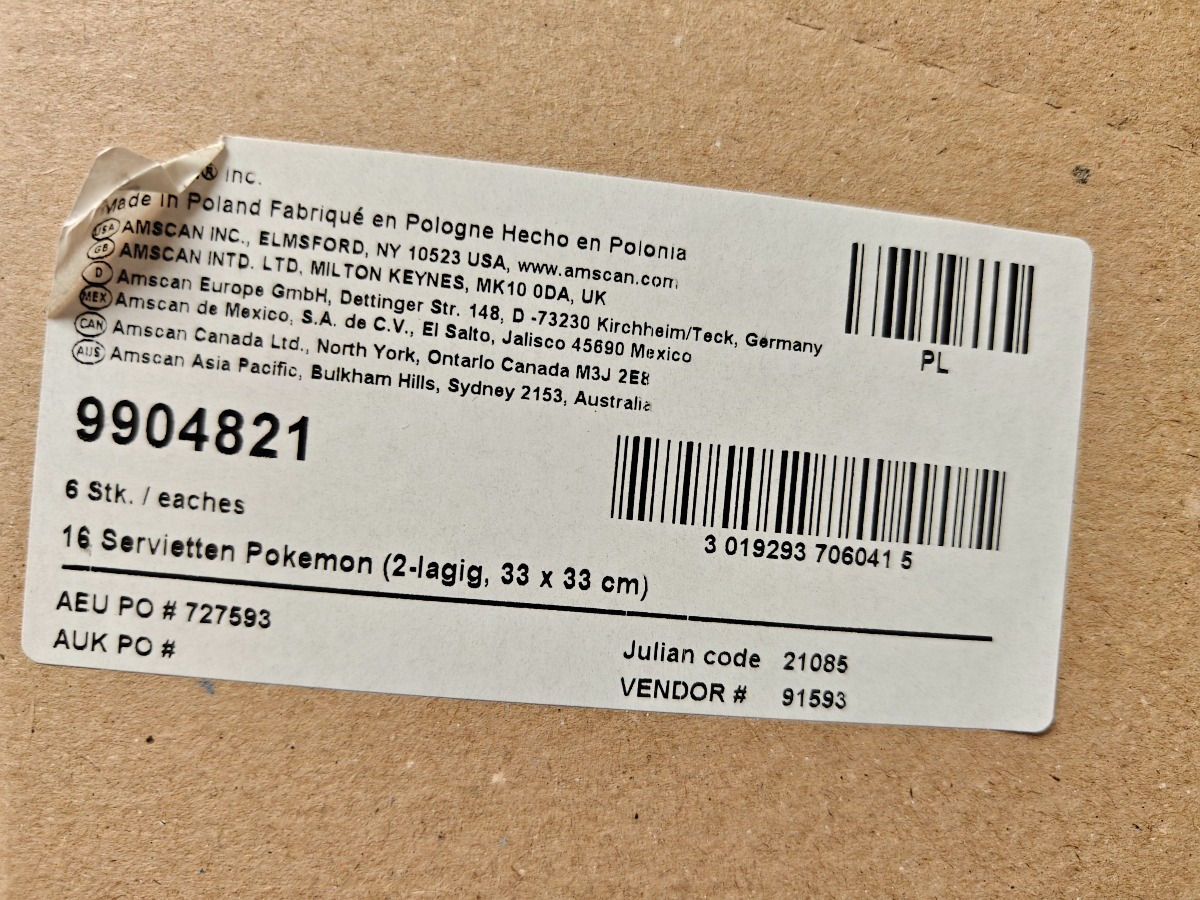 ® Inc.
Made in Poland Fabriqué en Pologne Hecho en Polonia
USA AMSCAN INC., ELMSFORD, NY 10523 USA, www.amscan.com
GB AMSCAN INTD. LTD, MILTON KEYNES, MK10 0DA, UK
D Amscan Europe GmbH, Dettinger Str. 148, D -73230 Kirchheim/Teck, Germany
MEX Amscan de Mexico, S.A. de C.V., El Salto, Jalisco 45690 Mexico
CAN Amscan Canada Ltd., North York, Ontario Canada M3J 2E8
AUS Amscan Asia Pacific, Bulkham Hills, Sydney 2153, Australia
PL
9904821
6 Stk. / eaches
3 019293 706041 5
16 Servietten Pokemon (2-lagig, 33 x 33 cm)
AEU PO # 727593
AUK PO #
Julian code 21085
VENDOR # 91593